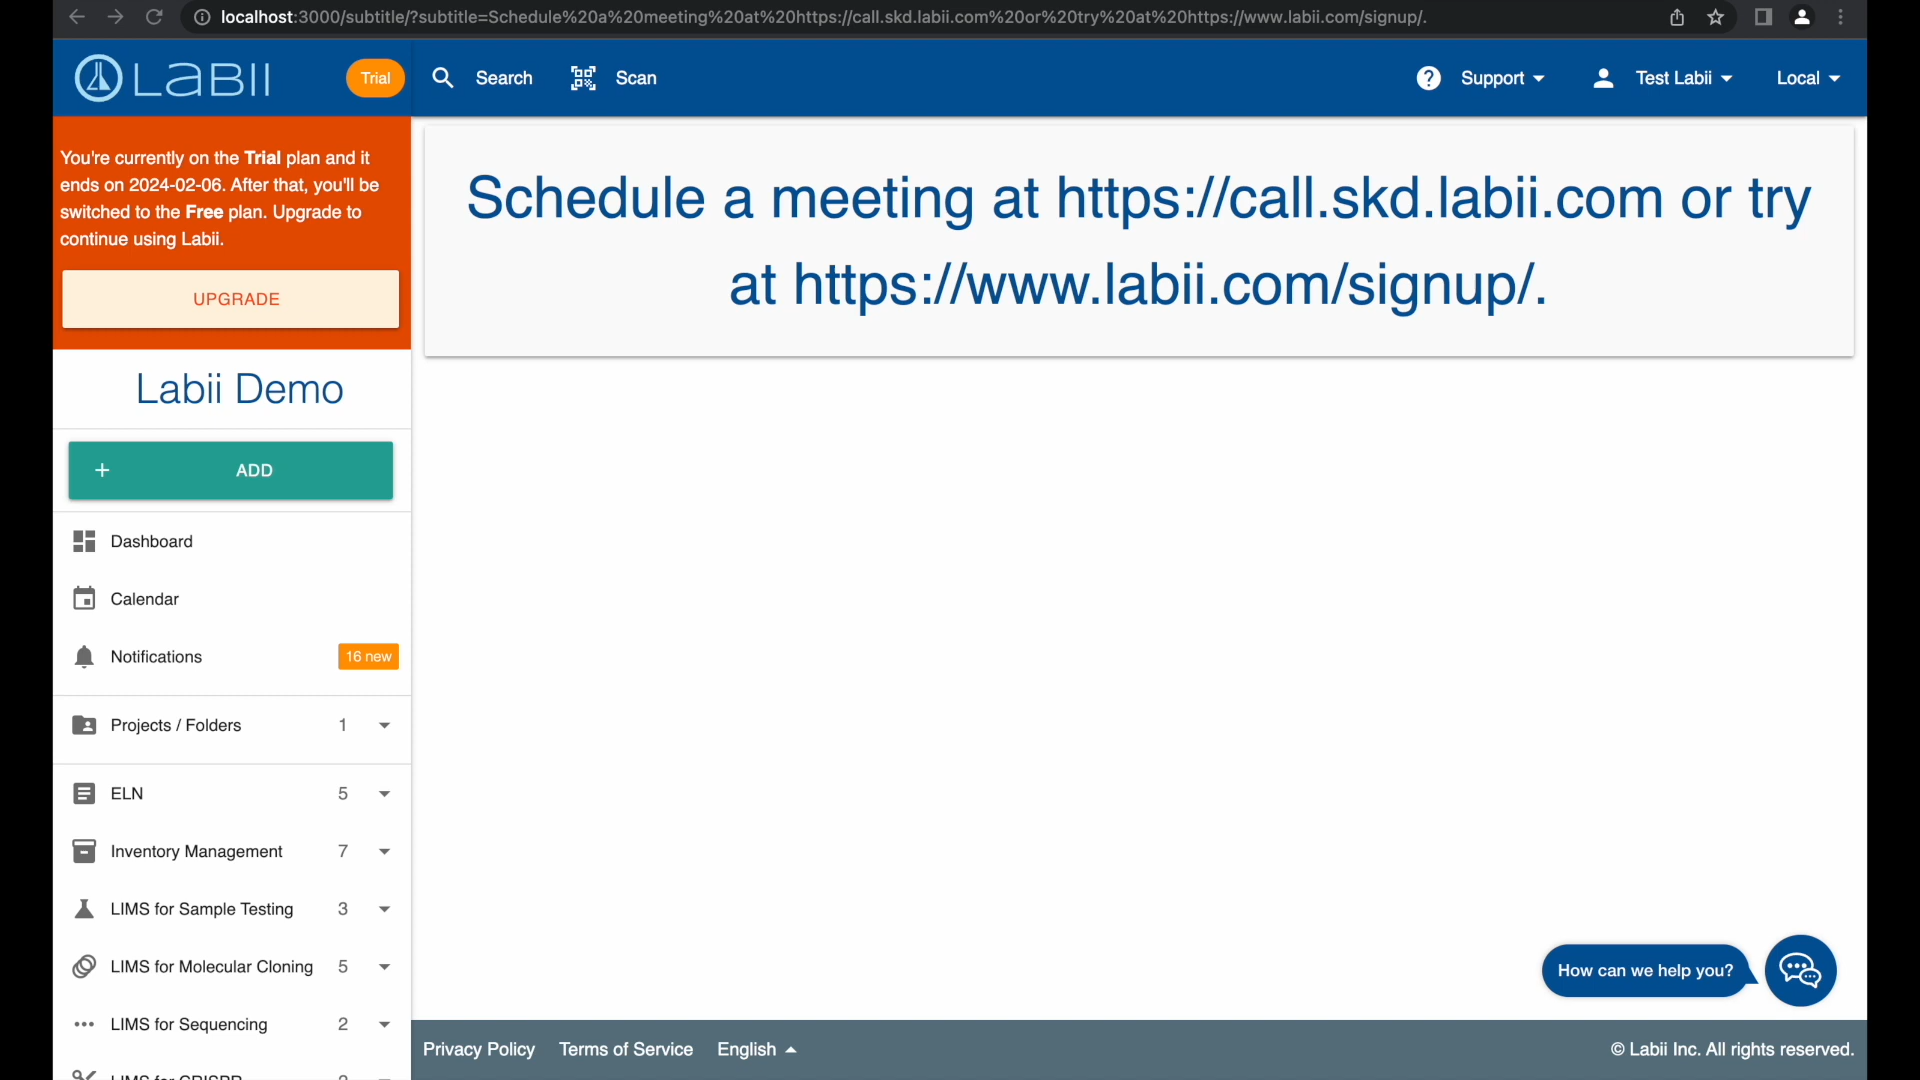 localhost:3000/subtitle/?subtitle=Schedule%20a%20meeting%20at%20https://call.skd.labii.com%20or%20try%20at%20https://www.labii.com/signup/.
LABII
Trial
Search
Scan
Support
Test Labii
Local
You're currently on the Trial plan and it
ends on 2024-02-06. After that, you'll be
switched to the Free plan. Upgrade to
continue using Labii.
UPGRADE
Schedule a meeting at https://call.skd.labii.com or try
at https://www.labii.com/signup/.
Labii Demo
+ ADD
Dashboard
Calendar
Notifications 16 new
Projects / Folders 1
ELN 5
Inventory Management 7
LIMS for Sample Testing 3
LIMS for Molecular Cloning 5
LIMS for Sequencing 2
LIMS for CRISPR
How can we help you?
Privacy Policy
Terms of Service
English
© Labii Inc. All rights reserved.